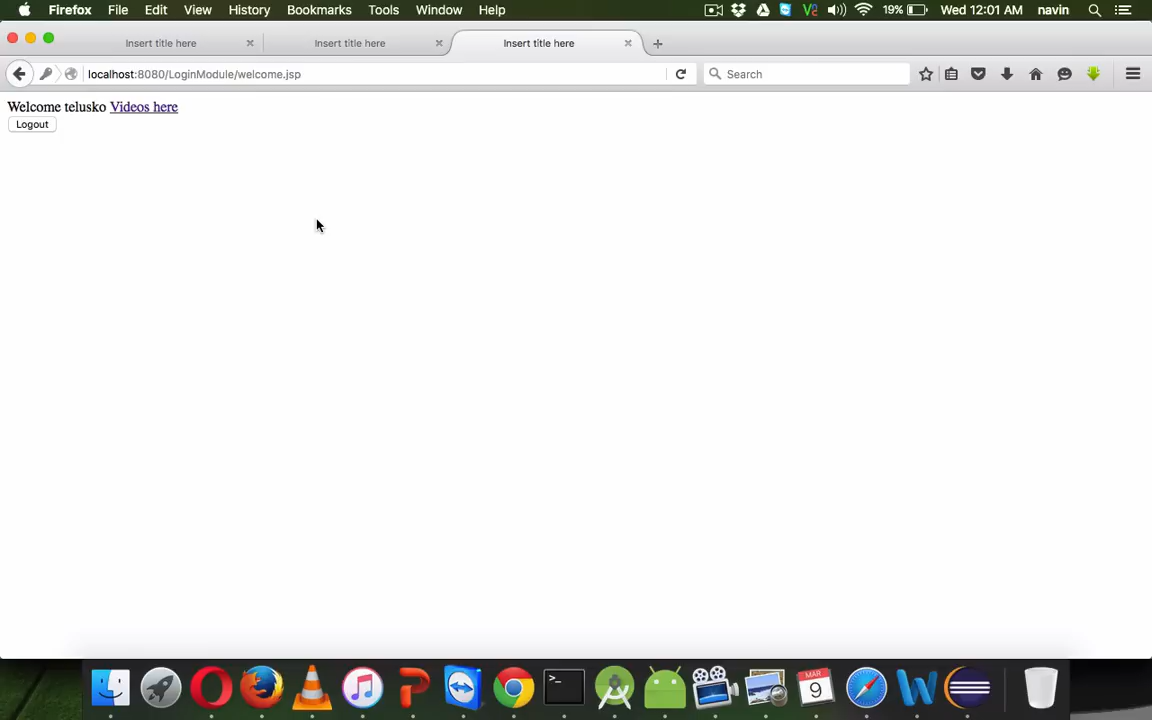 Firefox File Edit View History Bookmarks Tools Window Help 19% Wed 12:01 AM navin
Insert title here Insert title here Insert title here
localhost:8080/LoginModule/welcome.jsp Search
Welcome telusko Videos here
Logout
MAR
9